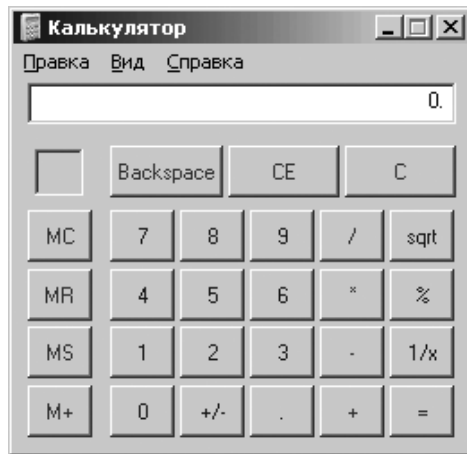 Калькулятор
Правка Вид Справка
0.
Backspace CE C
MC 7 8 9 / sqrt
MR 4 5 6 * %
MS 1 2 3 - 1/x
M+ 0 +/- . + =